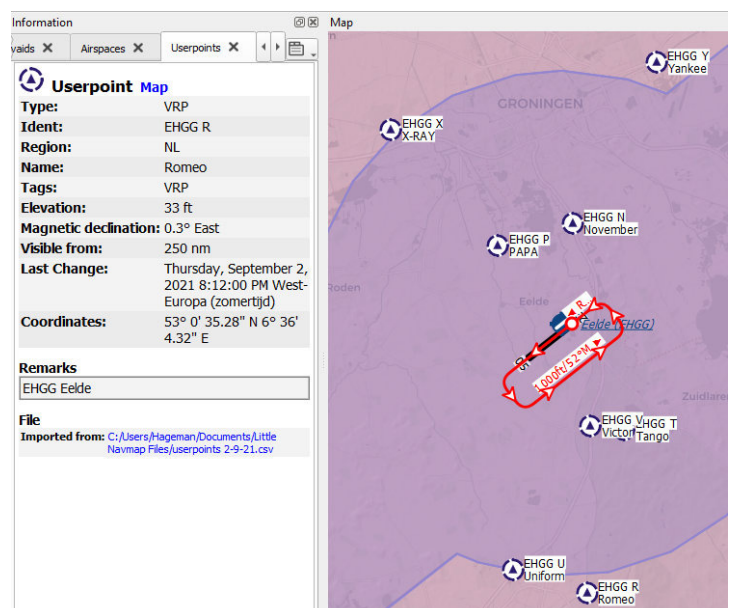 Information
Map
vaids
Airspaces
Userpoints
Userpoint Map
Type: VRP
Ident: EHGG R
Region: NL
Name: Romeo
Tags: VRP
Elevation: 33 ft
Magnetic declination: 0.3° East
Visible from: 250 nm
Last Change: Thursday, September 2,
2021 8:12:00 PM West-
Europa (zomertijd)
Coordinates: 53° 0' 35.28" N 6° 36'
4.32" E
Remarks
EHGG Eelde
File
Imported from: C:/Users/Hageman/Documents/Little
Navmap Files/userpoints 2-9-21.csv
EHGG Y
Yankee
GRONINGEN
EHGG X
X-RAY
EHGG N
November
EHGG P
PAPA
Roden
Eelde
R...
Eelde (EHGG)
05
1,000ft/52°M
Zuidlare
EHGG V
Victor
EHGG T
Tango
EHGG U
Uniform
EHGG R
Romeo